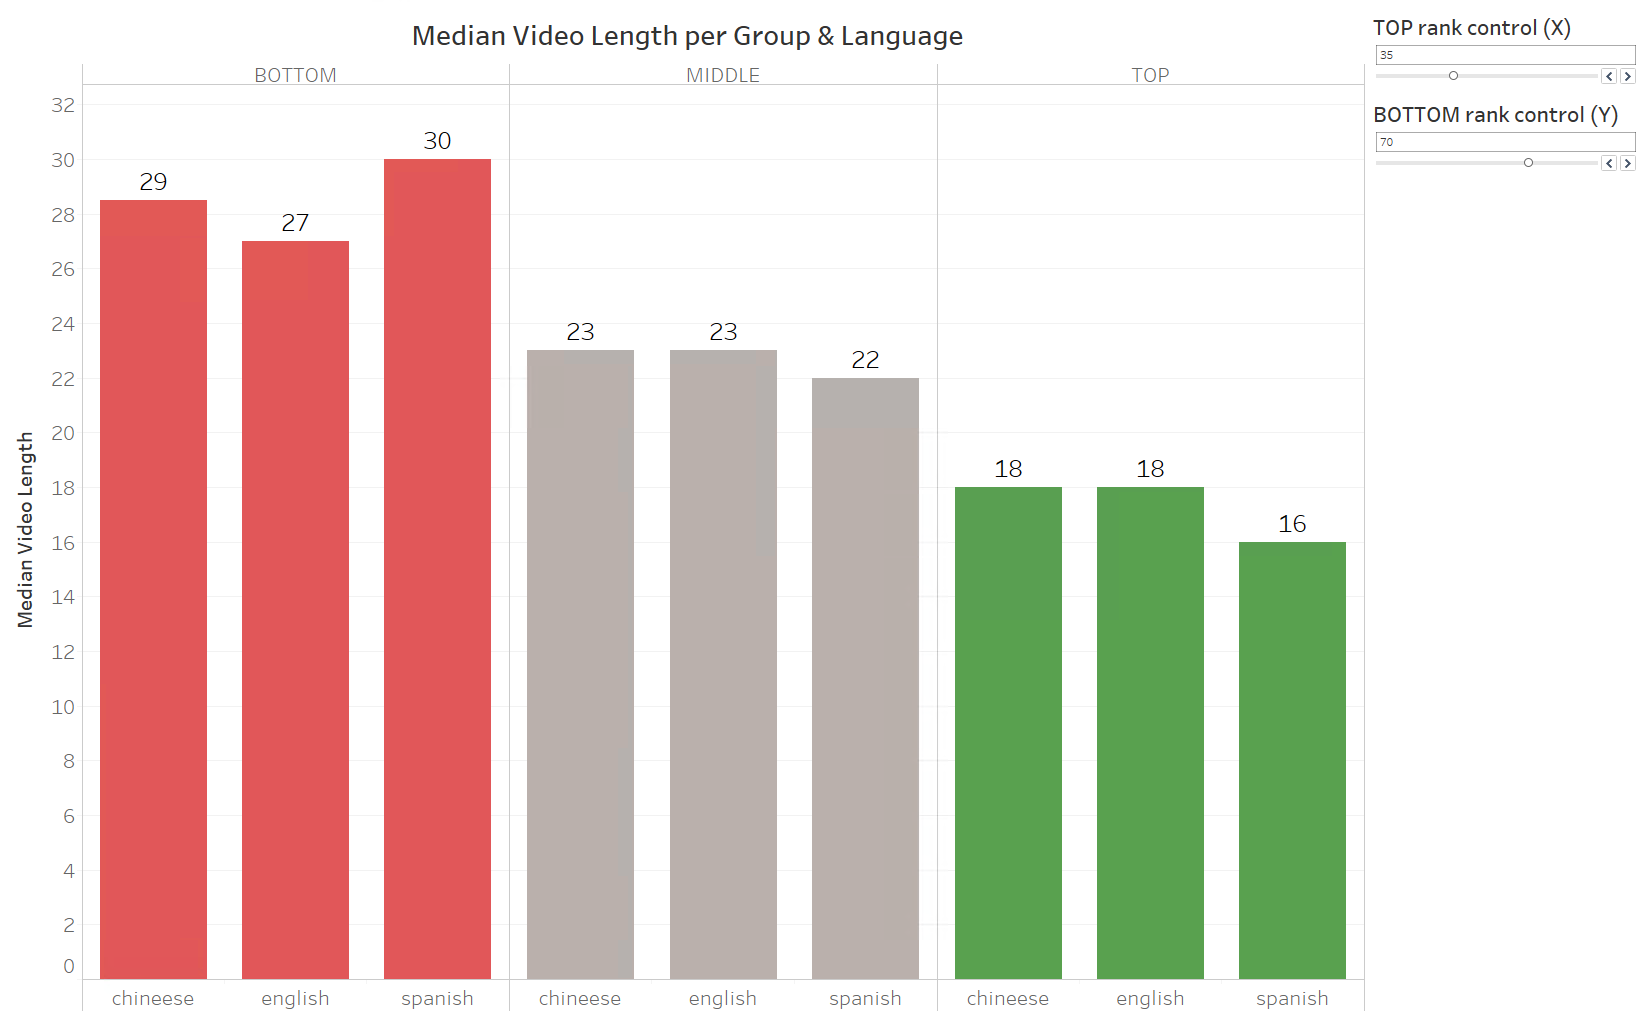 Median Video Length per Group & Language
BOTTOM MIDDLE TOP
32
30
28
26
24
22
20
18
16
14
12
10
8
6
4
2
0
Median Video Length
29 27 30
23 23 22
18 18 16
chineese english spanish chineese english spanish chineese english spanish
TOP rank control (X)
35
BOTTOM rank control (Y)
70